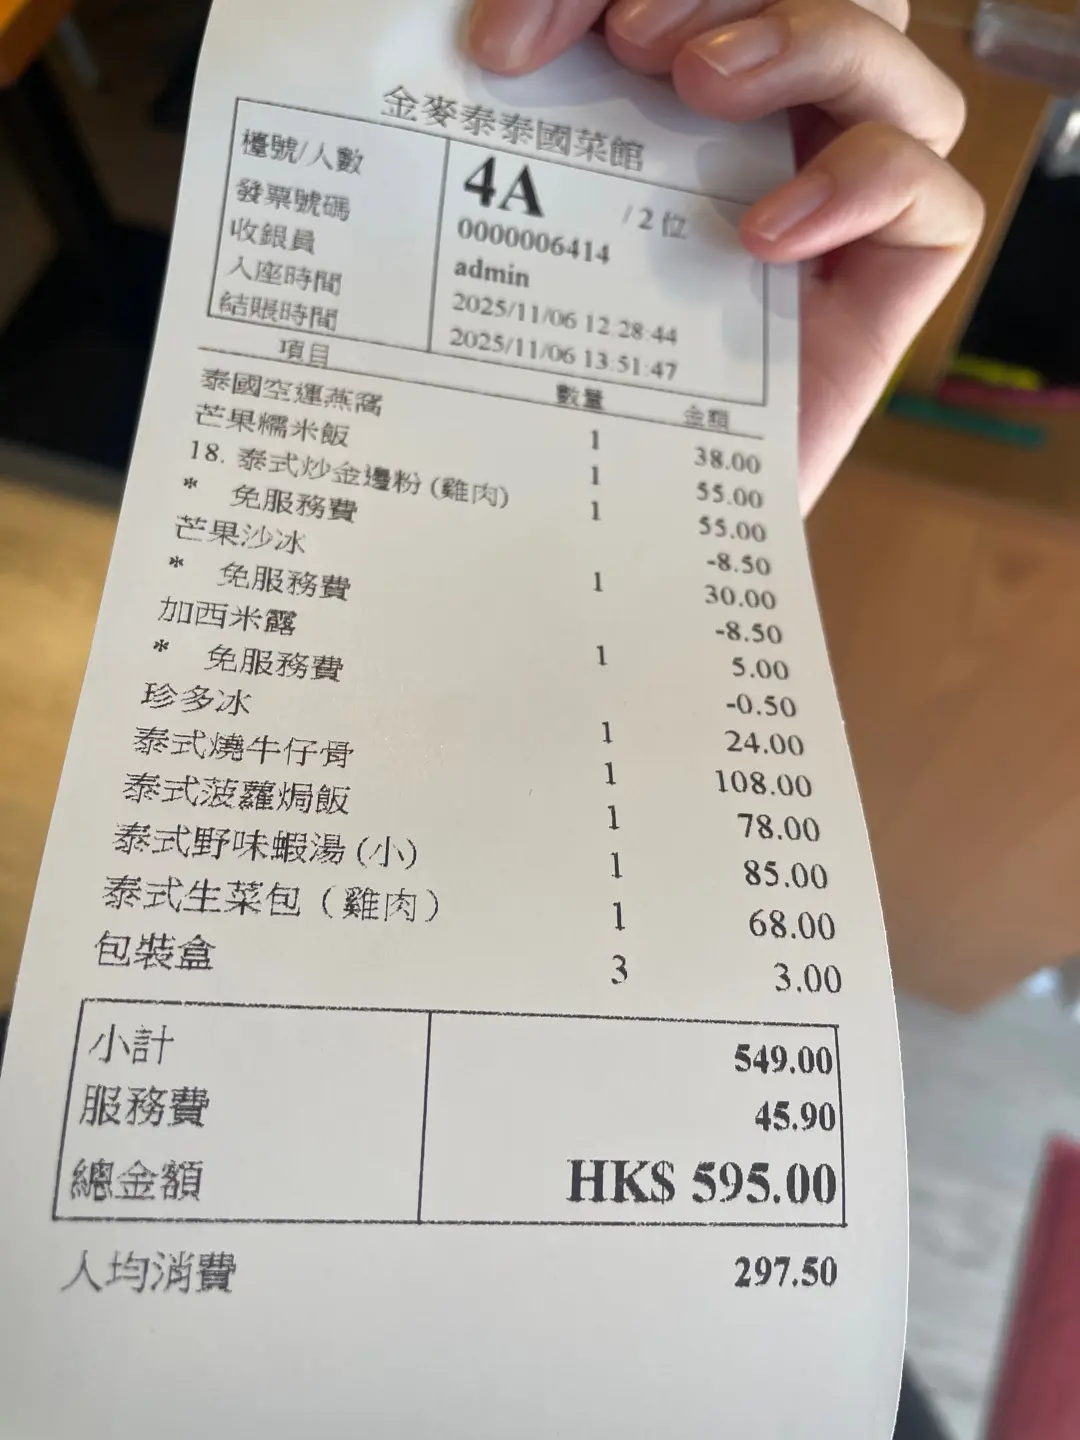 金麥泰泰國菜館
檯號/人數 4A / 2 位
發票號碼 0000006414
收銀員 admin
入座時間 2025/11/06 12:28:44
結賬時間 2025/11/06 13:51:47
項目 數量 金額
泰國空運燕窩 1 38.00
芒果糯米飯 1 55.00
18. 泰式炒金邊粉 (雞肉) 1 55.00
* 免服務費 -8.50
芒果沙冰 1 30.00
* 免服務費 -8.50
加西米露 1 5.00
* 免服務費 -0.50
珍多冰 1 24.00
泰式燒牛仔骨 1 108.00
泰式菠蘿焗飯 1 78.00
泰式野味蝦湯 (小) 1 85.00
泰式生菜包（雞肉） 1 68.00
包裝盒 3 3.00
小計 549.00
服務費 45.90
總金額 HK$ 595.00
人均消費 297.50